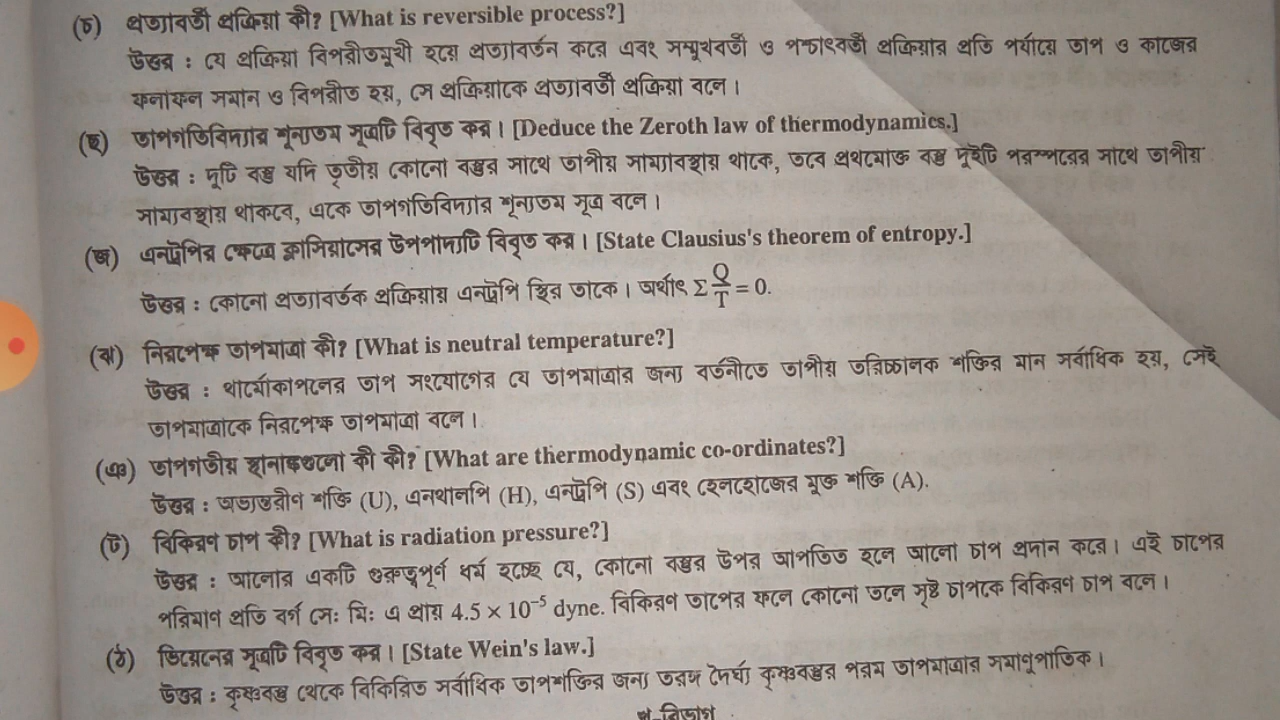 (চ) প্রত্যাবর্তী প্রক্রিয়া কী? [What is reversible process?]
উত্তর : যে প্রক্রিয়া বিপরীতমুখী হয়ে প্রত্যাবর্তন করে এবং সম্মুখবর্তী ও পশ্চাৎবর্তী প্রক্রিয়ার প্রতি পর্যায়ে তাপ ও কাজের
ফলাফল সমান ও বিপরীত হয়, সে প্রক্রিয়াকে প্রত্যাবর্তী প্রক্রিয়া বলে।
(ছ) তাপগতিবিদ্যার শূন্যতম সূত্রটি বিবৃত কর। [Deduce the Zeroth law of thermodynamics.]
উত্তর : দুটি বস্তু যদি তৃতীয় কোনো বস্তুর সাথে তাপীয় সাম্যাবস্থায় থাকে, তবে প্রথমোক্ত বস্তু দুইটি পরস্পরের সাথে তাপীয়
সাম্যাবস্থায় থাকবে, একে তাপগতিবিদ্যার শূন্যতম সূত্র বলে।
(জ) এনট্রপির ক্ষেত্রে ক্লাসিয়াসের উপপাদ্যটি বিবৃত কর। [State Clausius's theorem of entropy.]
উত্তর : কোনো প্রত্যাবর্তক প্রক্রিয়ায় এনট্রপি স্থির তাকে। অর্থাৎ Σ Q/T = 0.
(ঝ) নিরপেক্ষ তাপমাত্রা কী? [What is neutral temperature?]
উত্তর : থার্মোকাপলের তাপ সংযোগের যে তাপমাত্রার জন্য বর্তনীতে তাপীয় তরিচ্চালক শক্তির মান সর্বাধিক হয়, সেই
তাপমাত্রাকে নিরপেক্ষ তাপমাত্রা বলে।
(ঞ) তাপগতীয় স্থানাঙ্কগুলো কী কী? [What are thermodynamic co-ordinates?]
উত্তর : অভ্যন্তরীণ শক্তি (U), এনথালপি (H), এনট্রপি (S) এবং হেলহোজের মুক্ত শক্তি (A).
(ট) বিকিরণ চাপ কী? [What is radiation pressure?]
উত্তর : আলোর একটি গুরুত্বপূর্ণ ধর্ম হচ্ছে যে, কোনো বস্তুর উপর আপতিত হলে আলো চাপ প্রদান করে। এই চাপের
পরিমাণ প্রতি বর্গ সে: মি: এ প্রায় 4.5 × 10⁻⁵ dyne. বিকিরণ তাপের ফলে কোনো তলে সৃষ্ট চাপকে বিকিরণ চাপ বলে।
(ঠ) ভিয়েনের সূত্রটি বিবৃত কর। [State Wein's law.]
উত্তর : কৃষ্ণবস্তু থেকে বিকিরিত সর্বাধিক তাপশক্তির জন্য তরঙ্গ দৈর্ঘ্য কৃষ্ণবস্তুর পরম তাপমাত্রার সমাণুপাতিক।
খ-বিভাগ